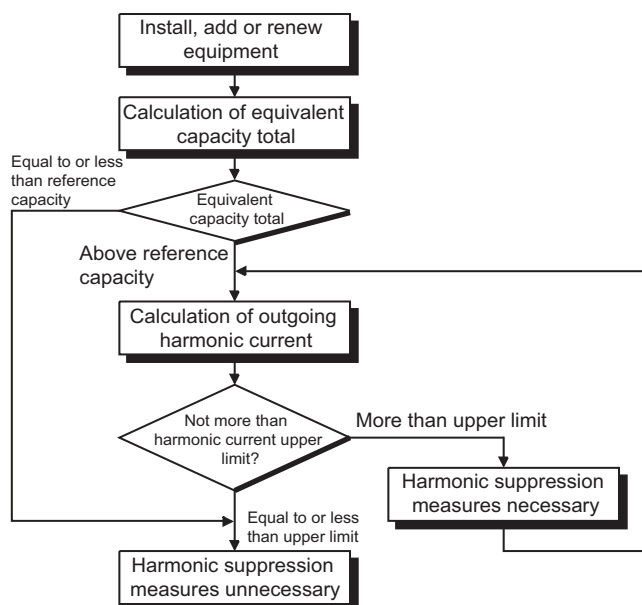 Install, add or renew
equipment
Calculation of equivalent
capacity total
Equal to or less
than reference
capacity
Equivalent
capacity total
Above reference
capacity
Calculation of outgoing
harmonic current
Not more than
harmonic current upper
limit?
More than upper limit
Harmonic suppression
measures necessary
Equal to or less
than upper limit
Harmonic suppression
measures unnecessary